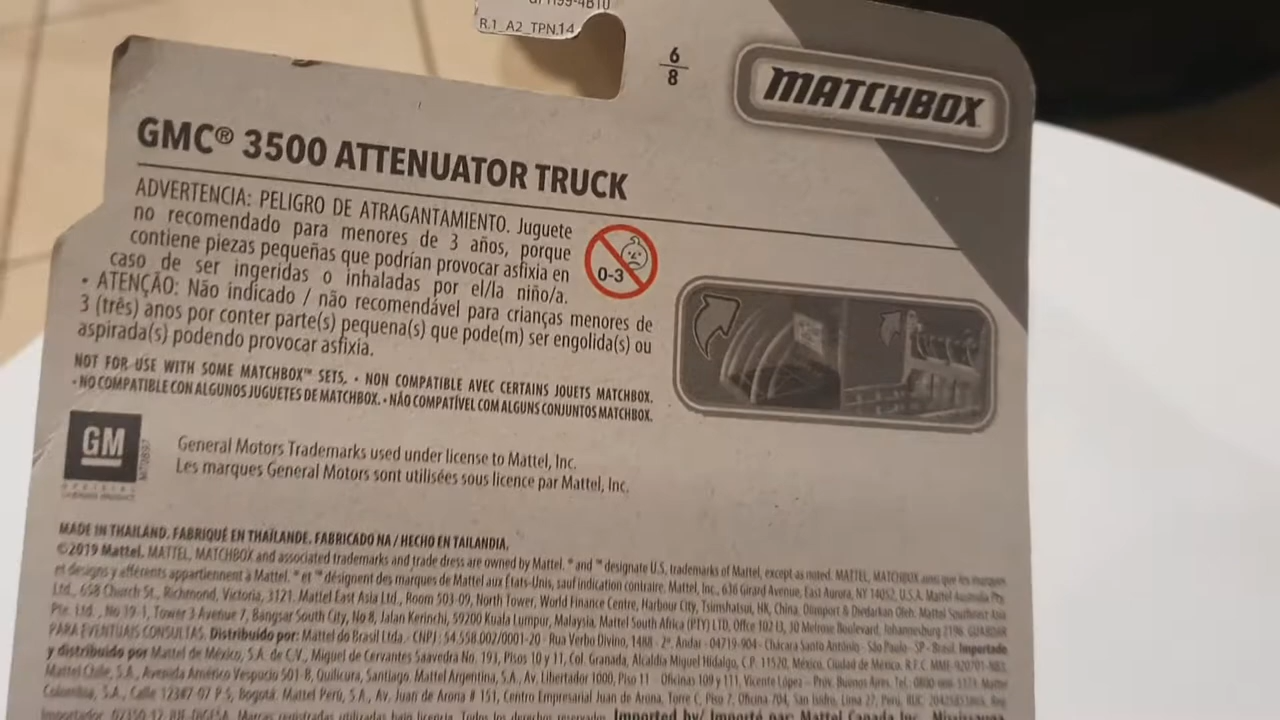 R.1_A2_TPN.14
6
8
MATCHBOX
GMC® 3500 ATTENUATOR TRUCK
ADVERTENCIA: PELIGRO DE ATRAGANTAMIENTO. Juguete
no recomendado para menores de 3 años, porque
contiene piezas pequeñas que podrían provocar asfixia en
caso de ser ingeridas o inhaladas por el/la niño/a.
0-3
• ATENÇÃO: Não indicado / não recomendável para crianças menores de
3 (três) anos por conter parte(s) pequena(s) que pode(m) ser engolida(s) ou
aspirada(s) podendo provocar asfixia.
NOT FOR USE WITH SOME MATCHBOX™ SETS. • NON COMPATIBLE AVEC CERTAINS JOUETS MATCHBOX.
• NO COMPATIBLE CON ALGUNOS JUGUETES DE MATCHBOX. • NÃO COMPATÍVEL COM ALGUNS CONJUNTOS MATCHBOX.
GM
General Motors Trademarks used under license to Mattel, Inc.
Les marques General Motors sont utilisées sous licence par Mattel, Inc.
MADE IN THAILAND. FABRIQUÉ EN THAÏLANDE. FABRICADO NA / HECHO EN TAILANDIA.
©2019 Mattel. MATTEL, MATCHBOX and associated trademarks and trade dress are owned by Mattel. ® and ™ designate U.S. trademarks of Mattel, except as noted. MATTEL, MATCHBOX ainsi que les marques
et designs y afférents appartiennent à Mattel. ® et ™ désignent des marques de Mattel aux États-Unis, sauf indication contraire. Mattel, Inc., 636 Girard Avenue, East Aurora, NY 14052, U.S.A. Mattel Australia Pty.
Ltd., 658 Church St., Richmond, Victoria, 3121. Mattel East Asia Ltd., Room 503-09, North Tower, World Finance Centre, Harbour City, Tsimshatsui, HK, China. Diimport & Diedarkan Oleh: Mattel Southeast Asia
Pte. Ltd., No 19-1, Tower 3 Avenue 7, Bangsar South City, No 8, Jalan Kerinchi, 59200 Kuala Lumpur, Malaysia. Mattel South Africa (PTY) LTD, Office 102 I3, 30 Melrose Boulevard, Johannesburg 2196. GUARDAR
PARA EVENTUAIS CONSULTAS. Distribuido por: Mattel do Brasil Ltda. - CNPJ: 54.558.002/0001-20 - Rua Verbo Divino, 1488 - 2º. Andar - 04719-904 - Chácara Santo Antônio - São Paulo - SP - Brasil. Importado
y distribuido por Mattel de México, S.A. de C.V., Miguel de Cervantes Saavedra No. 193, Pisos 10 y 11, Col. Granada, Alcaldía Miguel Hidalgo, C.P. 11520, México, Ciudad de México.
Mattel Chile, S.A., Avenida Américo Vespucio 501-B, Quilicura, Santiago. Mattel Argentina, S.A., Av. Libertador 1000, Piso 11 - Oficinas 109 y 111, Vicente López - Prov. Buenos Aires.
Colombia, S.A., Calle 123#7-07 P-5, Bogotá. Mattel Perú, S.A., Av. Juan de Arona # 151, Centro Empresarial Juan de Arona, Torre C, Piso 7, Oficina 704, San Isidro, Lima 27, Perú.
Marcas registradas utilizadas bajo licencia. Todos los derechos reservados. Imported by/ Importé par: Mattel Canada Inc.